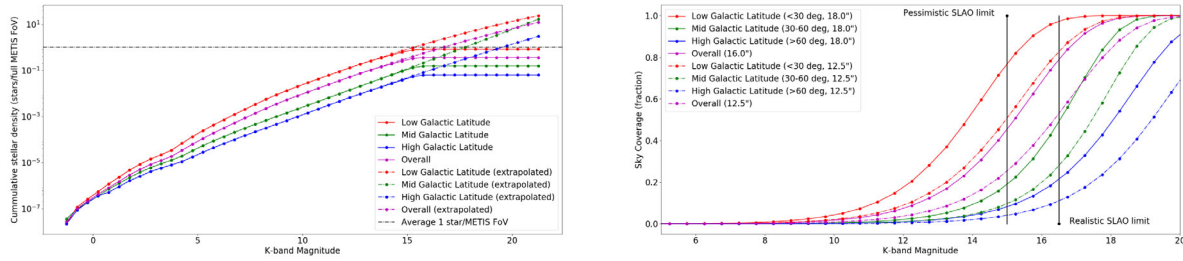 Cummulative stellar density (stars/full METIS FoV)
10^1
10^-1
10^-3
10^-5
10^-7
0
5
10
15
20
K-band Magnitude
Low Galactic Latitude
Mid Galactic Latitude
High Galactic Latitude
Overall
Low Galactic Latitude (extrapolated)
Mid Galactic Latitude (extrapolated)
High Galactic Latitude (extrapolated)
Overall (extrapolated)
Average 1 star/METIS FoV
Sky Coverage (fraction)
1.0
0.8
0.6
0.4
0.2
0.0
6
8
10
12
14
16
18
20
K-band Magnitude
Low Galactic Latitude (<30 deg, 18.0")
Mid Galactic Latitude (30-60 deg, 18.0")
High Galactic Latitude (>60 deg, 18.0")
Overall (16.0")
Low Galactic Latitude (<30 deg, 12.5")
Mid Galactic Latitude (30-60 deg, 12.5")
High Galactic Latitude (>60 deg, 12.5")
Overall (12.5")
Pessimistic SLAO limit
Realistic SLAO limit